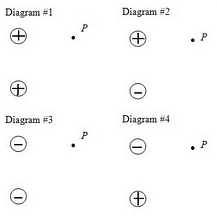 Diagram #1 Diagram #2
+ P
+ P
+
−
Diagram #3 Diagram #4
− P
− P
−
+